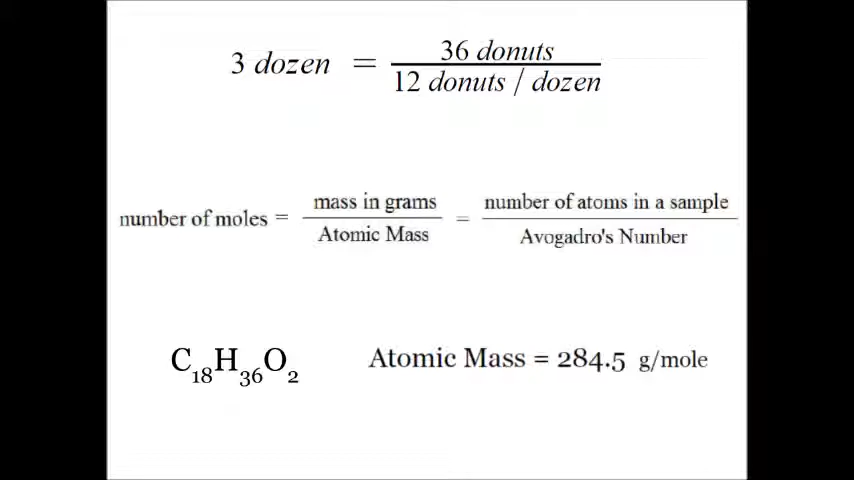 3 dozen = 36 donuts / 12 donuts / dozen
number of moles = mass in grams / Atomic Mass = number of atoms in a sample / Avogadro's Number
C18H36O2 Atomic Mass = 284.5 g/mole